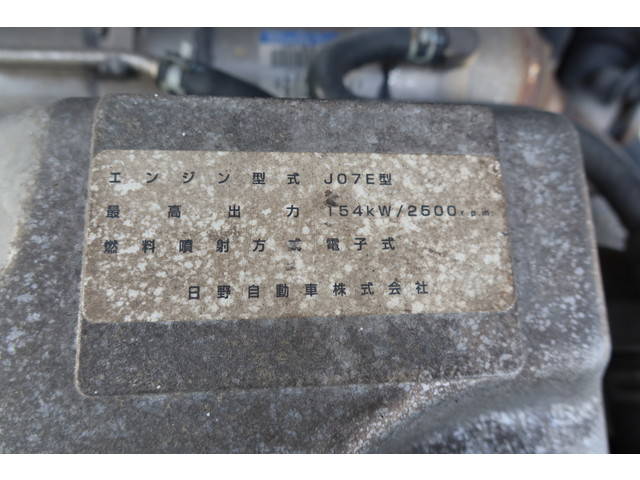 エンジン型式 J07E型
最高出力 154kW/2500r.p.m.
燃料噴射方式 電子式
日野自動車株式会社